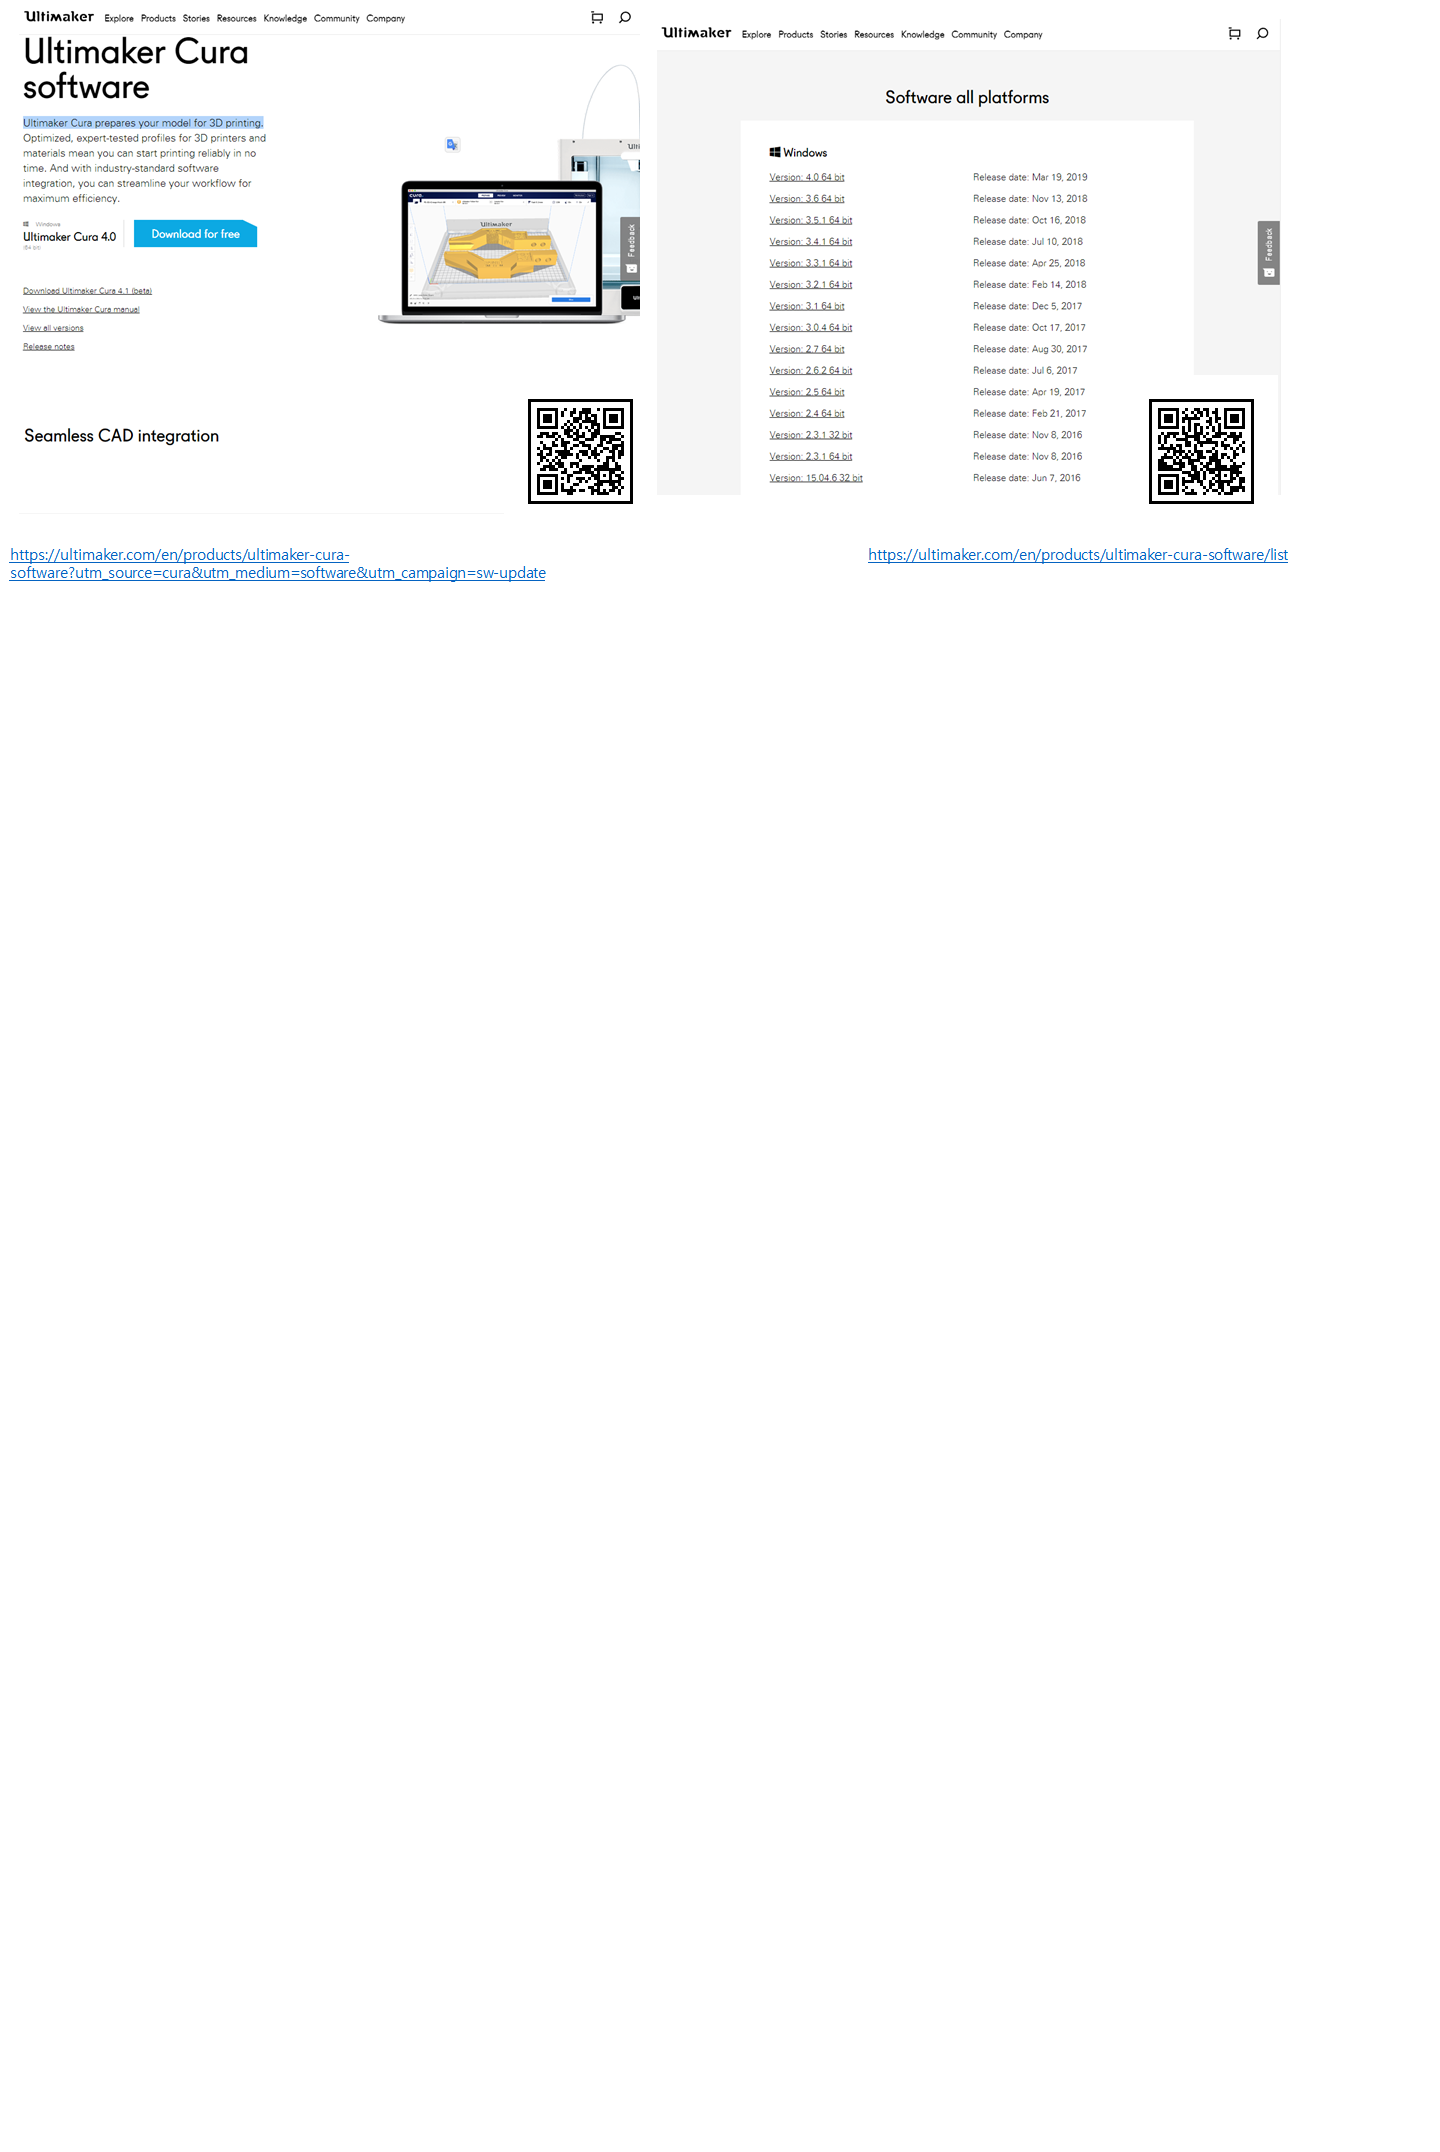 Ultimaker Explore Products Stories Resources Knowledge Community Company
Ultimaker Cura
software
Ultimaker Cura prepares your model for 3D printing.
Optimized, expert-tested profiles for 3D printers and
materials mean you can start printing reliably in no
time. And with industry-standard software
integration, you can streamline your workflow for
maximum efficiency.
Windows
Ultimaker Cura 4.0
(64 bit)
Download for free
Download Ultimaker Cura 4.1 (beta)
View the Ultimaker Cura manual
View all versions
Release notes
Ultimaker
Feedback
Seamless CAD integration
https://ultimaker.com/en/products/ultimaker-cura-
software?utm_source=cura&utm_medium=software&utm_campaign=sw-update
Ultimaker Explore Products Stories Resources Knowledge Community Company
Software all platforms
Windows
Version: 4.0 64 bit Release date: Mar 19, 2019
Version: 3.6 64 bit Release date: Nov 13, 2018
Version: 3.5.1 64 bit Release date: Oct 16, 2018
Version: 3.4.1 64 bit Release date: Jul 10, 2018
Version: 3.3.1 64 bit Release date: Apr 25, 2018
Version: 3.2.1 64 bit Release date: Feb 14, 2018
Version: 3.1 64 bit Release date: Dec 5, 2017
Version: 3.0.4 64 bit Release date: Oct 17, 2017
Version: 2.7 64 bit Release date: Aug 30, 2017
Version: 2.6.2 64 bit Release date: Jul 6, 2017
Version: 2.5 64 bit Release date: Apr 19, 2017
Version: 2.4 64 bit Release date: Feb 21, 2017
Version: 2.3.1 32 bit Release date: Nov 8, 2016
Version: 2.3.1 64 bit Release date: Nov 8, 2016
Version: 15.04.6 32 bit Release date: Jun 7, 2016
Feedback
https://ultimaker.com/en/products/ultimaker-cura-software/list